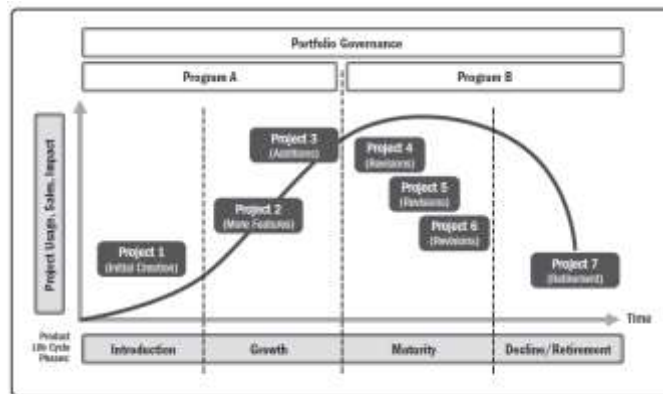 Portfolio Governance
Program A
Program B
Project Usage, Sales, Impact
Project 1
(Initial Creation)
Project 2
(More Features)
Project 3
(Additions)
Project 4
(Revisions)
Project 5
(Revisions)
Project 6
(Revisions)
Project 7
(Retirement)
Time
Product
Life Cycle
Phases:
Introduction
Growth
Maturity
Decline/Retirement